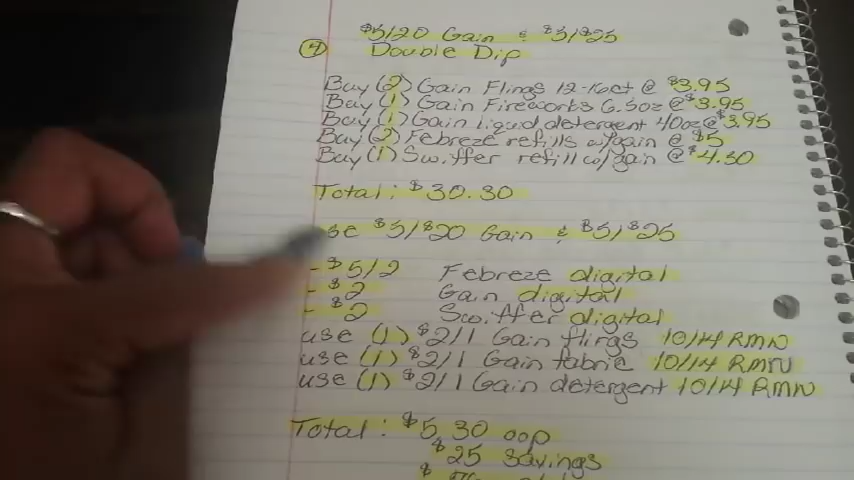 $5/20 Gain & $5/$25
④ Double Dip
Buy (2) Gain Flings 12-16ct @ $3.95
Buy (1) Gain Fireworks 6.5oz @ $3.95
Buy (1) Gain liquid detergent 40oz @ $3.95
Buy (2) Febreze refills w/gain @ $5
Buy (1) Swiffer refill w/gain @ $4.50
Total: $30.30
se $5/$20 Gain & $5/$25
- $5/2 Febreze digital
- $2 Gain digital
- $2 Swiffer digital
use (1) $2/1 Gain flings 10/14 RMN
use (1) $2/1 Gain fabric 10/14 RMN
use (1) $2/1 Gain detergent 10/14 RMN
Total: $5.30 oop
$25 savings
$